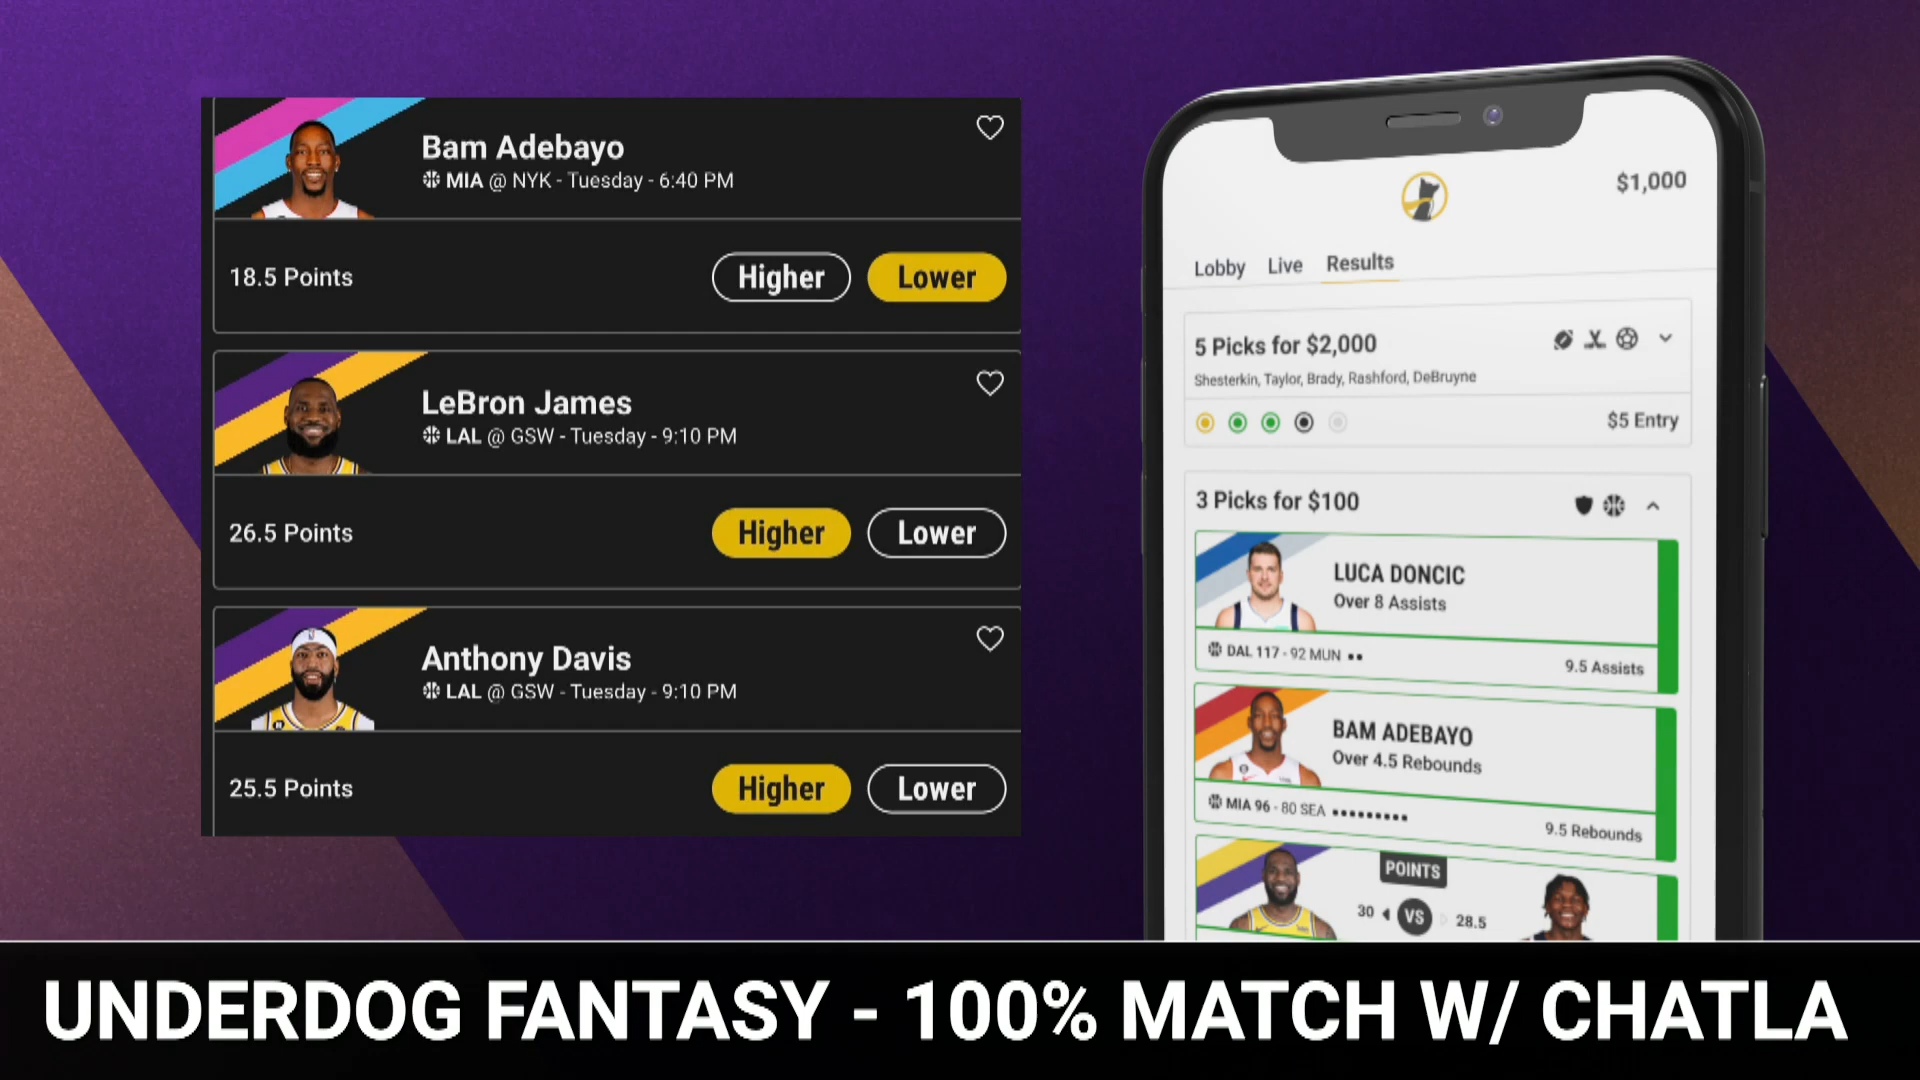 Bam Adebayo
MIA @ NYK - Tuesday - 6:40 PM
18.5 Points
Higher
Lower
LeBron James
LAL @ GSW - Tuesday - 9:10 PM
26.5 Points
Higher
Lower
Anthony Davis
LAL @ GSW - Tuesday - 9:10 PM
25.5 Points
Higher
Lower
$1,000
Lobby Live Results
5 Picks for $2,000
Shesterkin, Taylor, Brady, Rashford, DeBruyne
$5 Entry
3 Picks for $100
LUCA DONCIC
Over 8 Assists
DAL 117 - 92 MUN
9.5 Assists
BAM ADEBAYO
Over 4.5 Rebounds
MIA 96 - 80 SEA
9.5 Rebounds
POINTS
30 VS 28.5
UNDERDOG FANTASY - 100% MATCH W/ CHATLA